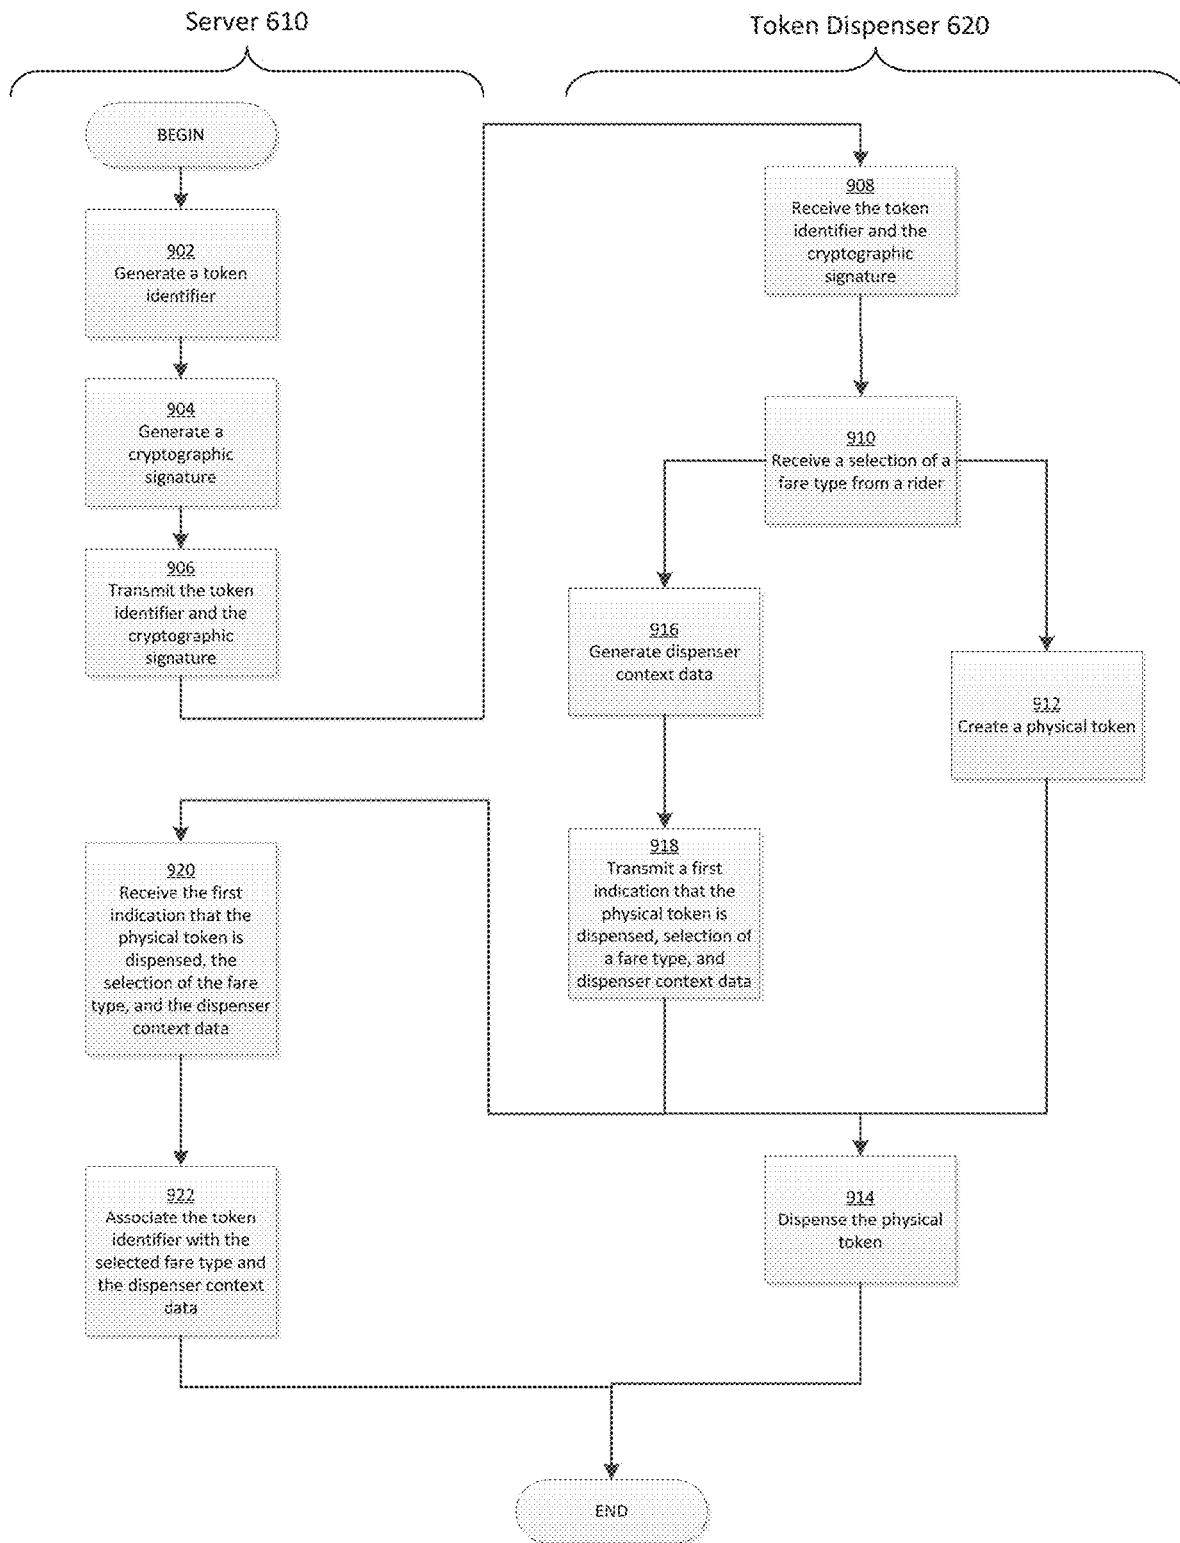 Server 610
Token Dispenser 620
BEGIN
902
Generate a token
identifier
904
Generate a
cryptographic
signature
906
Transmit the token
identifier and the
cryptographic
signature
908
Receive the token
identifier and the
cryptographic
signature
910
Receive a selection of a
fare type from a rider
916
Generate dispenser
context data
912
Create a physical token
918
Transmit a first
indication that the
physical token is
dispensed, selection of
a fare type, and
dispenser context data
920
Receive the first
indication that the
physical token is
dispensed, the
selection of the fare
type, and the dispenser
context data
922
Associate the token
identifier with the
selected fare type and
the dispenser context
data
914
Dispense the physical
token
END